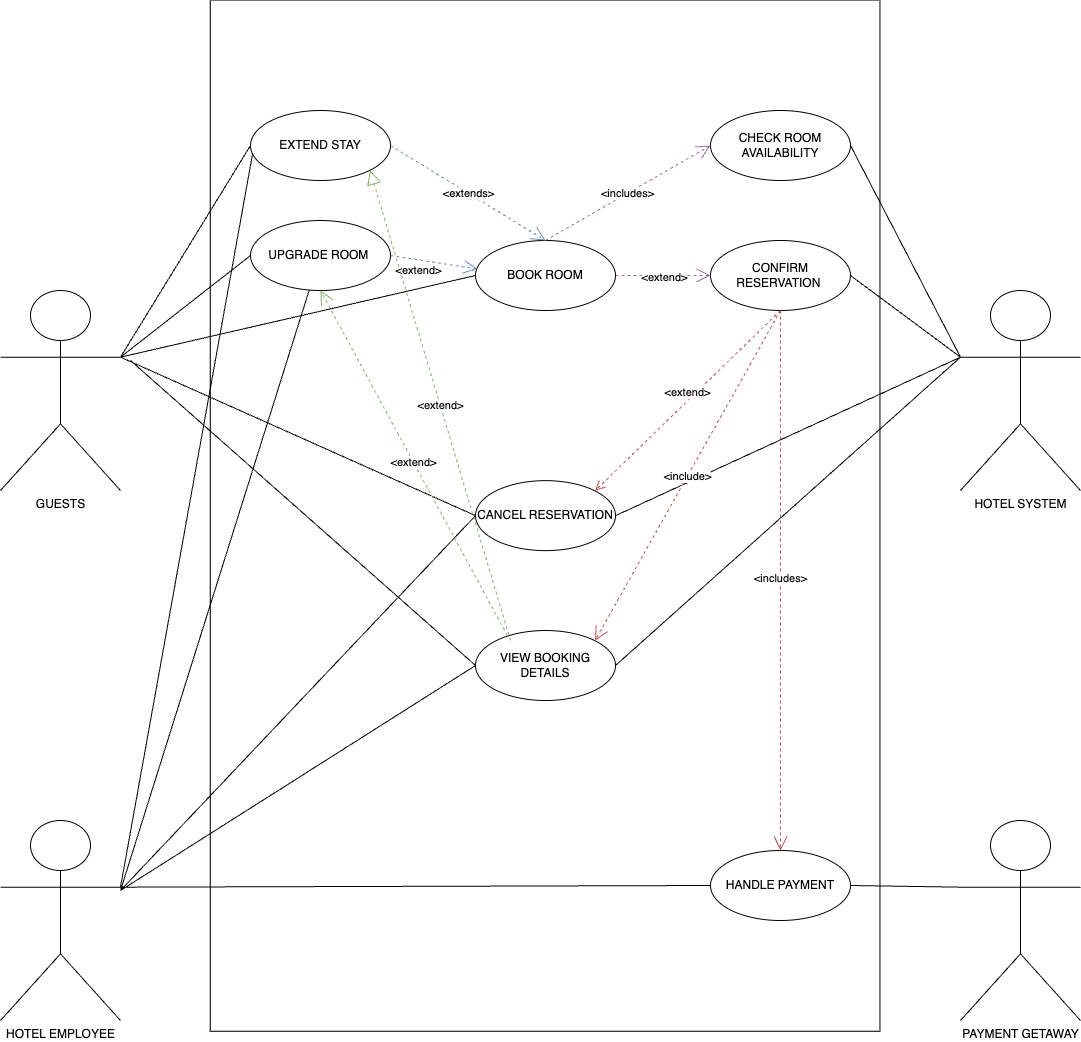 EXTEND STAY
CHECK ROOM
AVAILABILITY
<extends>
<includes>
UPGRADE ROOM
<extend>
BOOK ROOM
<extend>
CONFIRM
RESERVATION
<extend>
<extend>
<extend>
<include>
GUESTS
HOTEL SYSTEM
CANCEL RESERVATION
<includes>
VIEW BOOKING
DETAILS
HANDLE PAYMENT
HOTEL EMPLOYEE
PAYMENT GETAWAY